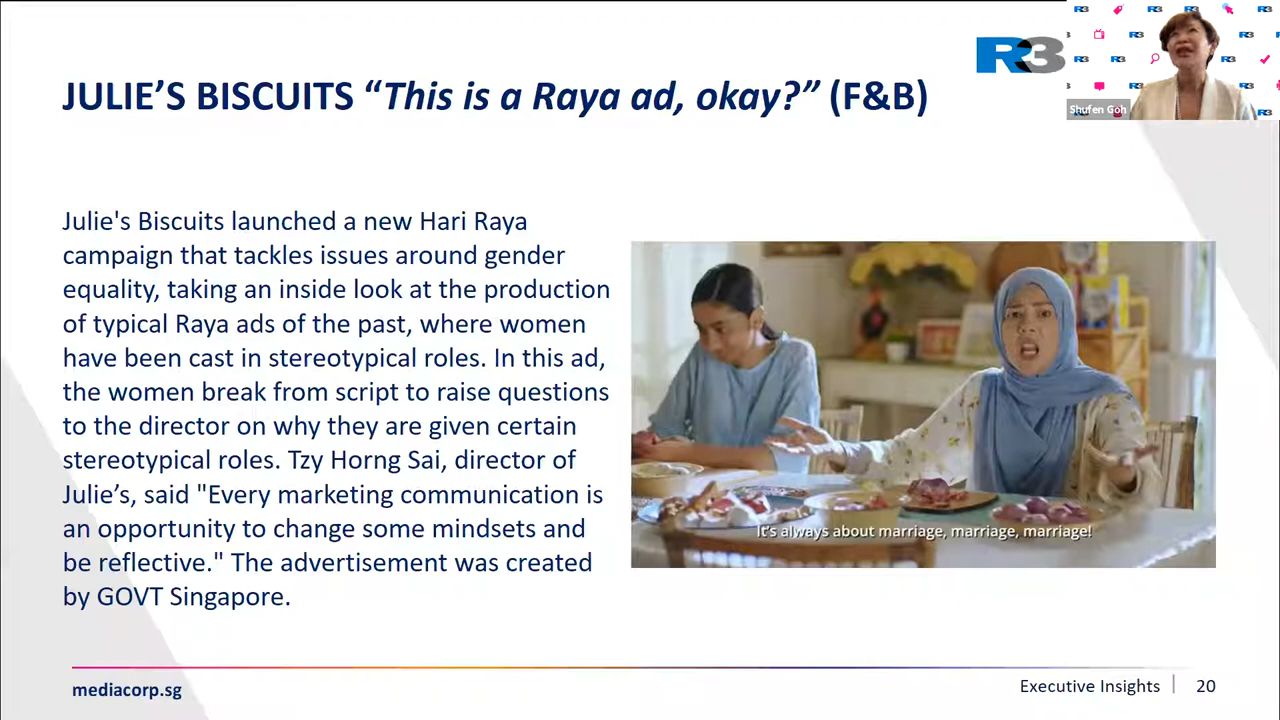 R3
Shufen Goh
JULIE’S BISCUITS “This is a Raya ad, okay?” (F&B)
Julie's Biscuits launched a new Hari Raya
campaign that tackles issues around gender
equality, taking an inside look at the production
of typical Raya ads of the past, where women
have been cast in stereotypical roles. In this ad,
the women break from script to raise questions
to the director on why they are given certain
stereotypical roles. Tzy Horng Sai, director of
Julie’s, said "Every marketing communication is
an opportunity to change some mindsets and
be reflective." The advertisement was created
by GOVT Singapore.
It's always about marriage, marriage, marriage!
mediacorp.sg
Executive Insights | 20